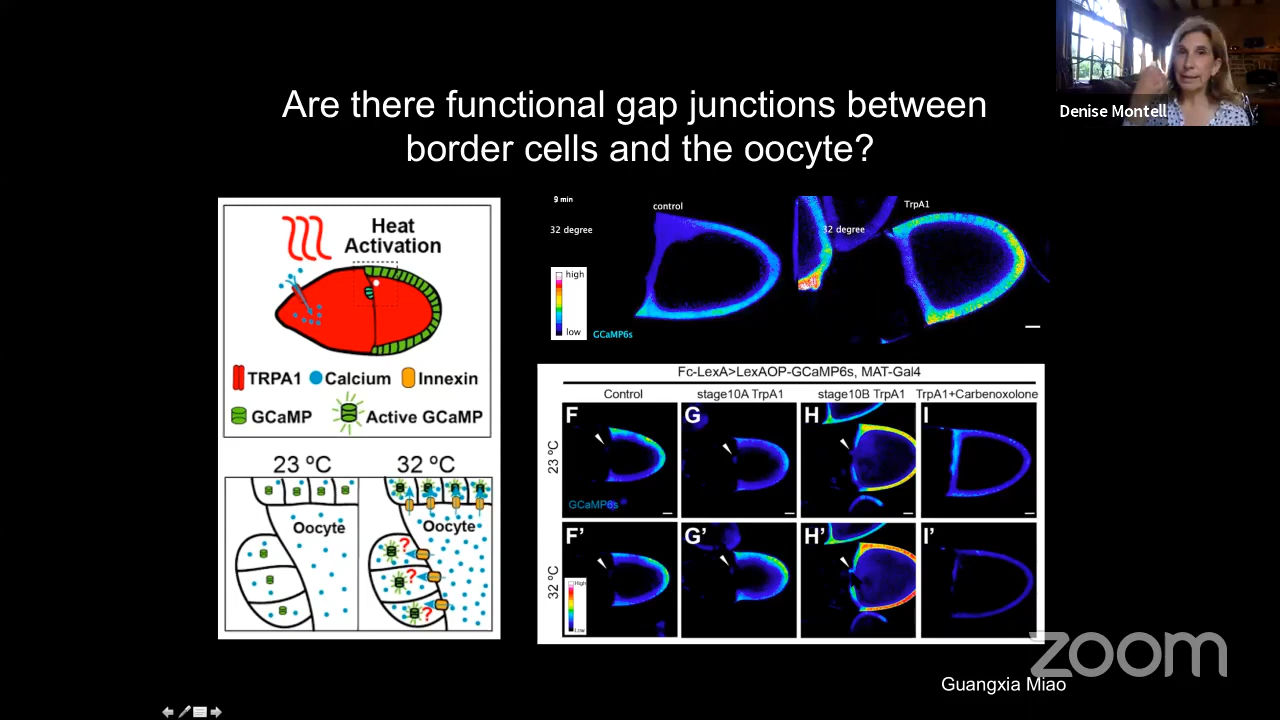 Denise Montell
Are there functional gap junctions between
border cells and the oocyte?
Heat
Activation
TRPA1 Calcium Innexin
GCaMP Active GCaMP
23 ºC 32 ºC
Oocyte Oocyte
?
?
?
9 min
32 degree
control
32 degree
TrpA1
high
low
GCaMP6s
Fc-LexA>LexAOP-GCaMP6s, MAT-Gal4
Control stage10A TrpA1 stage10B TrpA1 TrpA1+Carbenoxolone
23 ºC
F G H I
GCaMP6s
32 ºC
F' G' H' I'
High
Low
zoom
Guangxia Miao